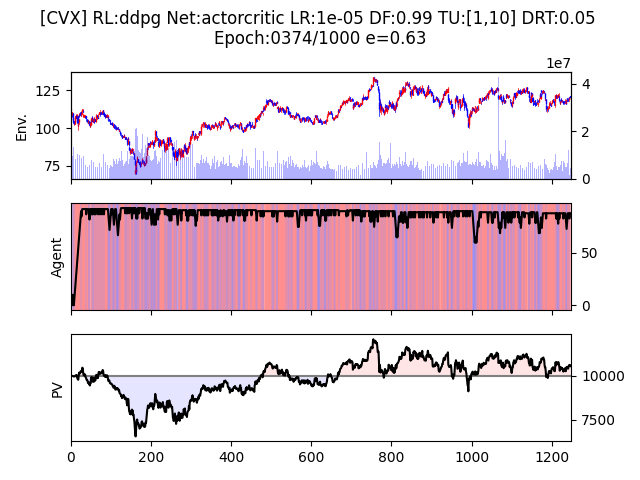 [CVX] RL:ddpg Net:actorcritic LR:1e-05 DF:0.99 TU:[1,10] DRT:0.05
Epoch:0374/1000 e=0.63
1e7
Env.
125
100
75
4
2
0
Agent
50
0
PV
10000
7500
0 200 400 600 800 1000 1200